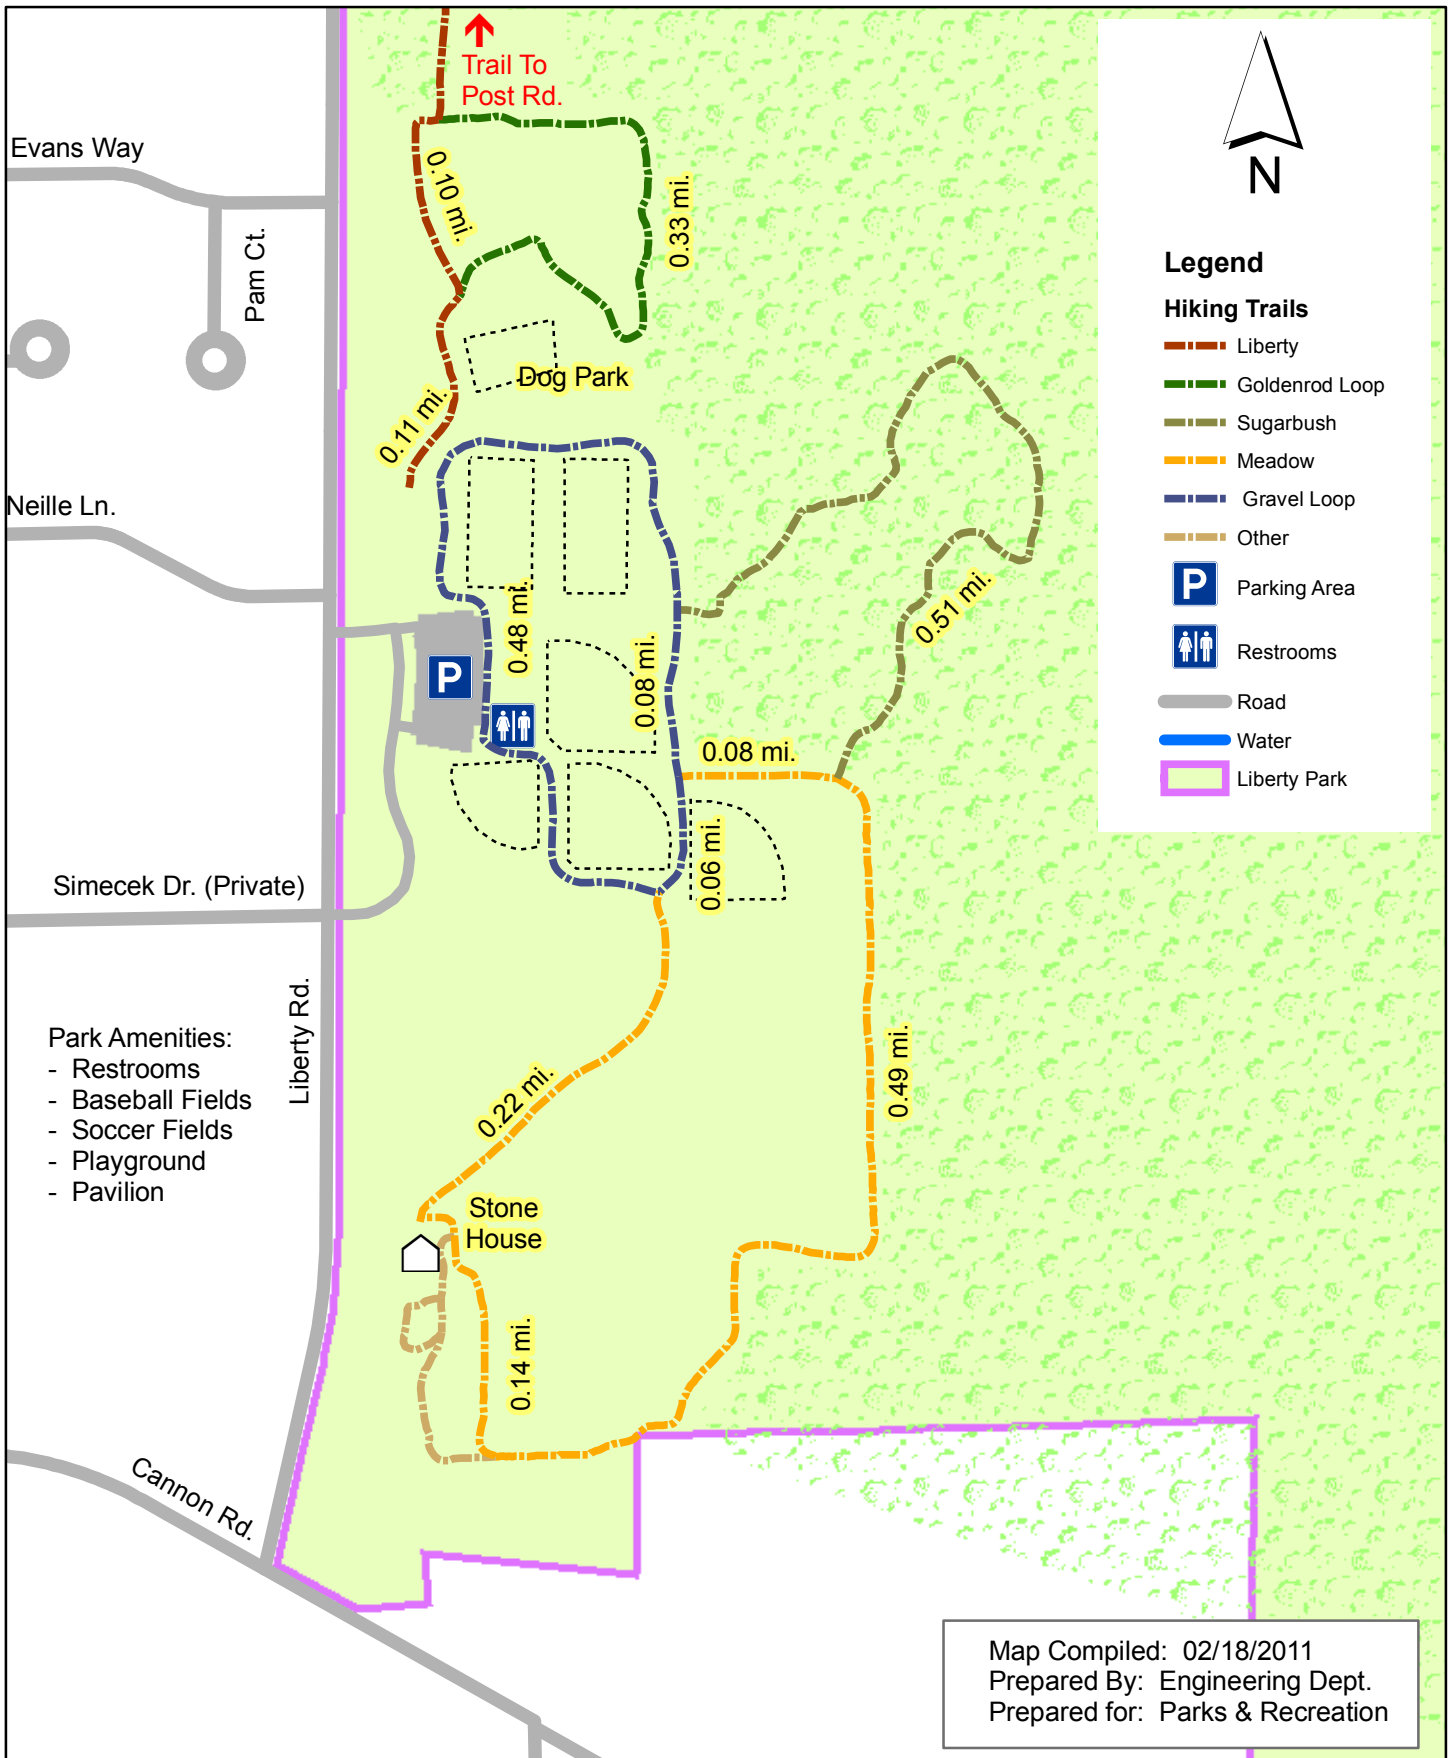 Trail To
Post Rd.
Evans Way
Pam Ct.
0.10 mi.
0.33 mi.
Dog Park
0.11 mi.
Neille Ln.
0.48 mi.
P
0.08 mi.
0.51 mi.
0.08 mi.
0.06 mi.
Simecek Dr. (Private)
Liberty Rd.
0.49 mi.
0.22 mi.
Park Amenities:
- Restrooms
- Baseball Fields
- Soccer Fields
- Playground
- Pavilion
Stone
House
0.14 mi.
Cannon Rd.
N
Legend
Hiking Trails
Liberty
Goldenrod Loop
Sugarbush
Meadow
Gravel Loop
Other
P Parking Area
Restrooms
Road
Water
Liberty Park
Map Compiled: 02/18/2011
Prepared By: Engineering Dept.
Prepared for: Parks & Recreation